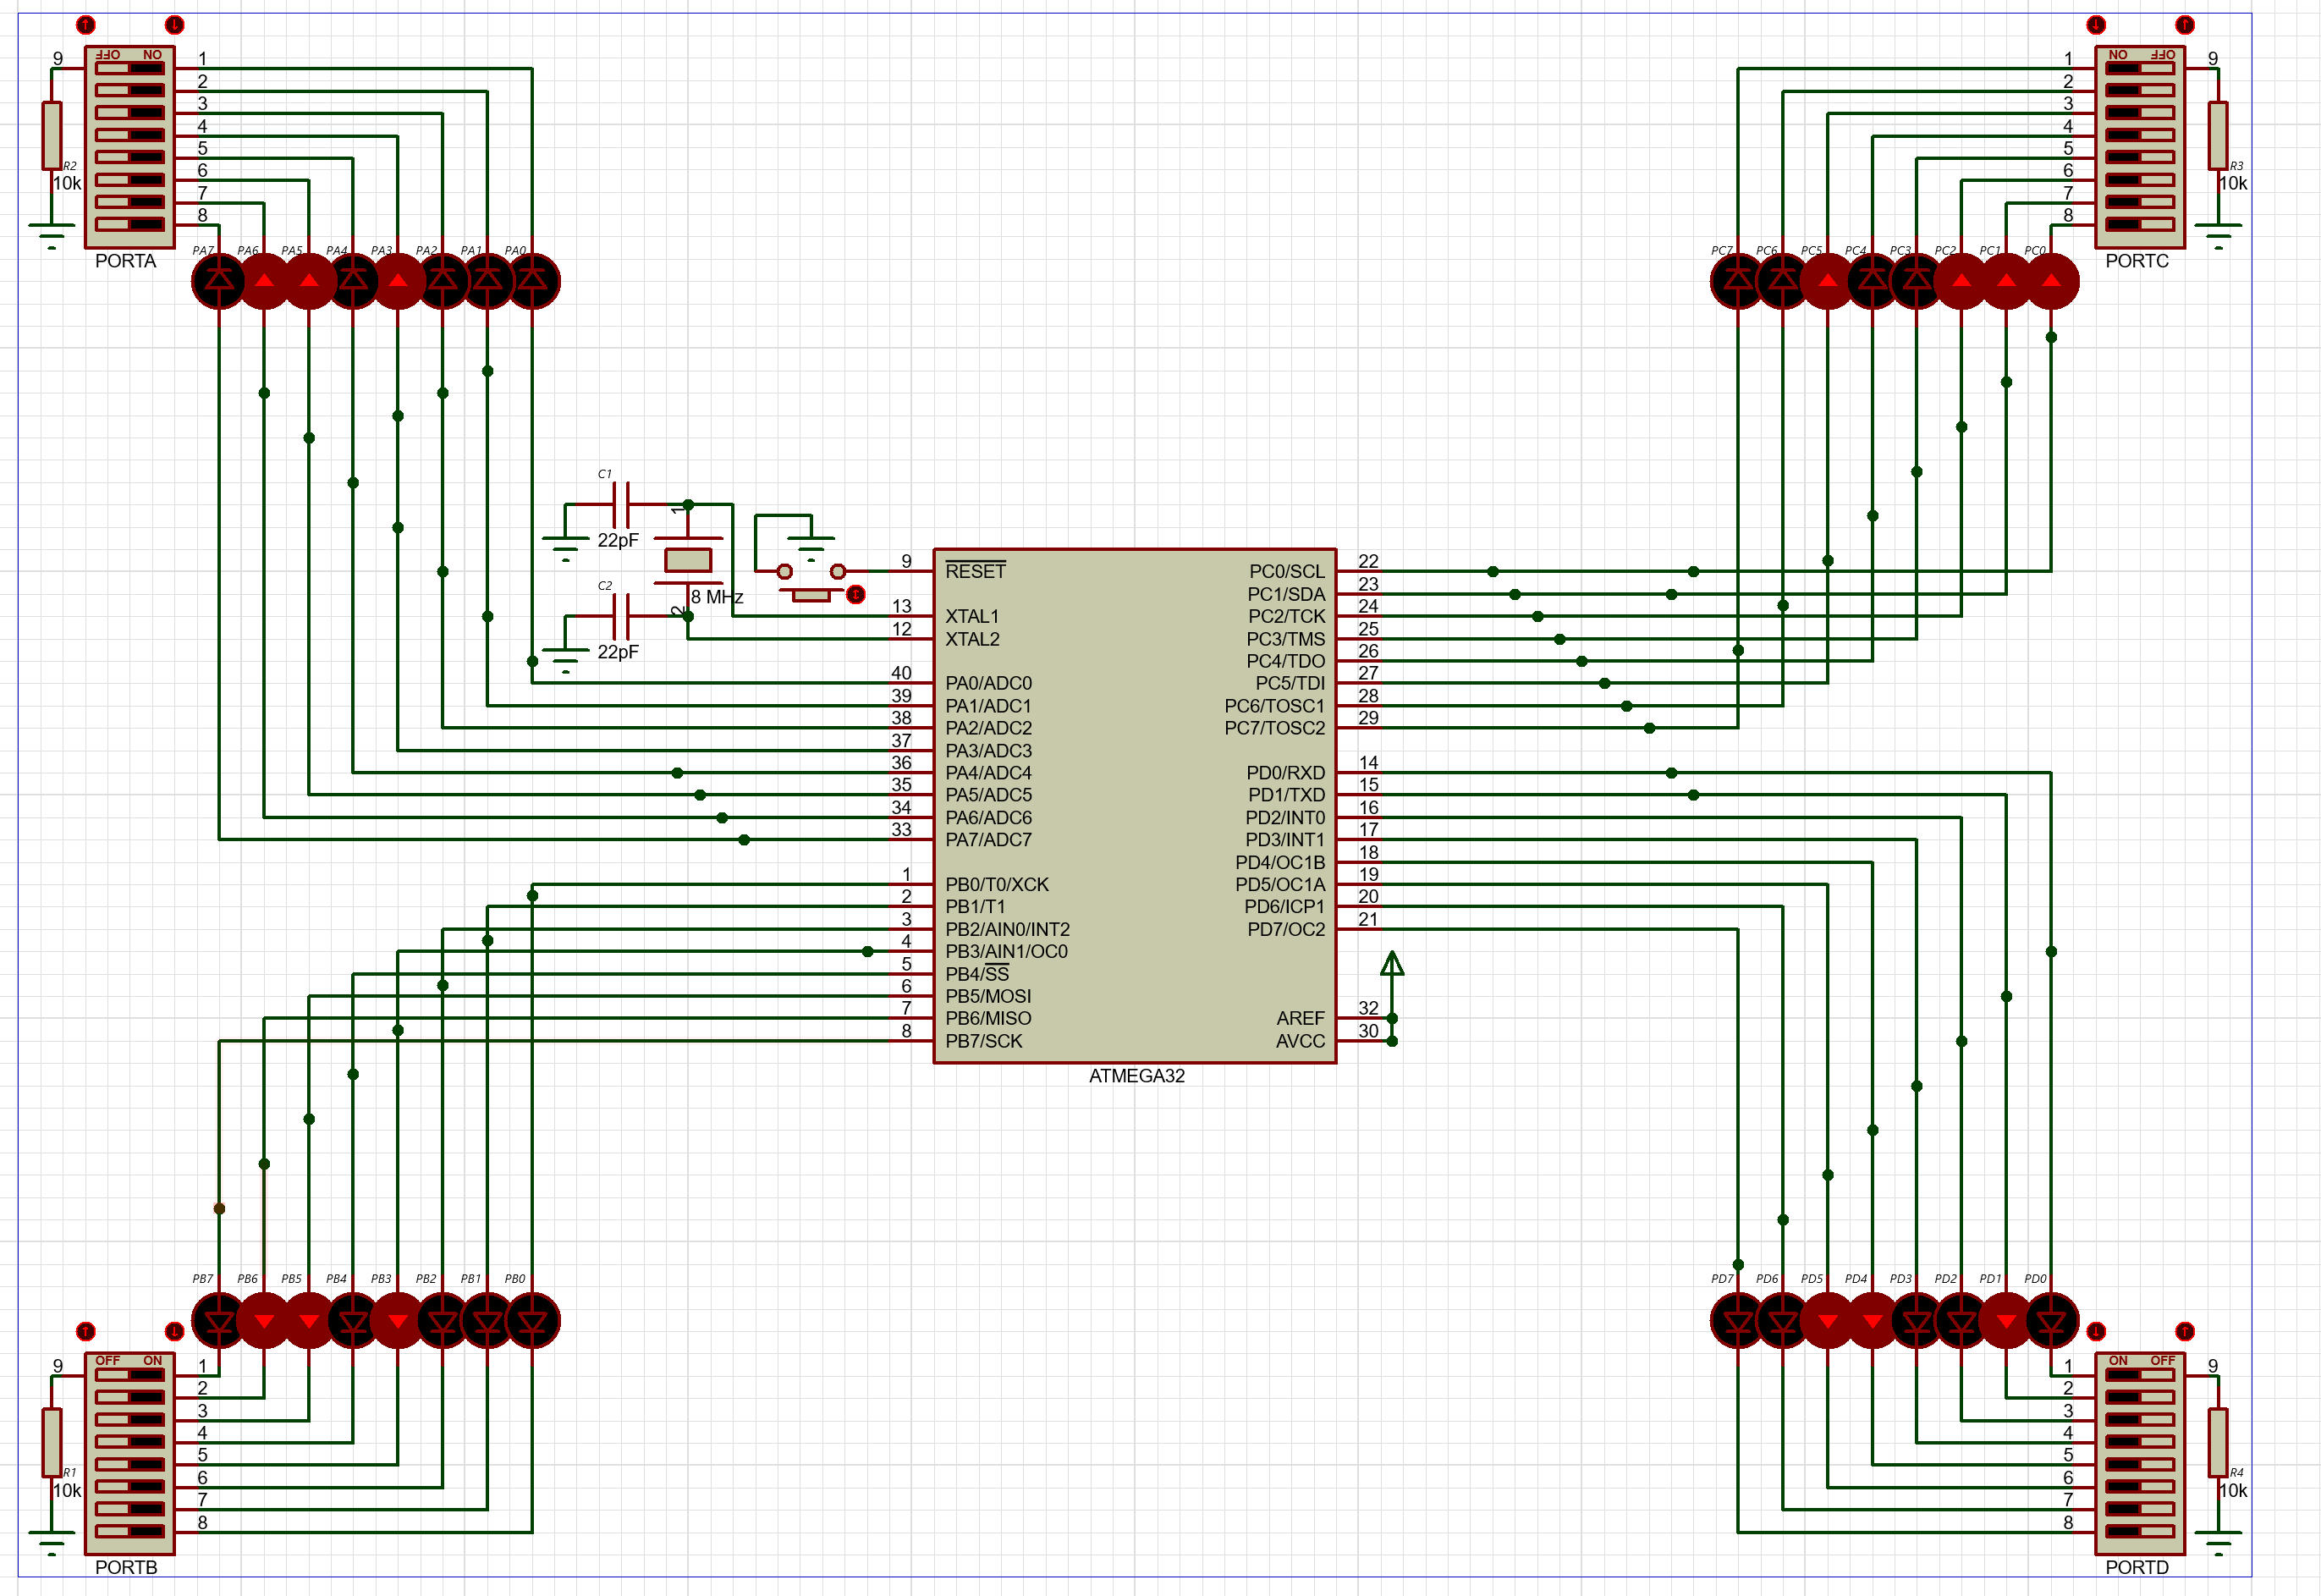 OFF ON
9
1
2
3
4
5
6
7
8
R2
10k
PORTA
PA7 PA6 PA5 PA4 PA3 PA2 PA1 PA0
ON OFF
1
2
3
4
5
6
7
8
9
R3
10k
PORTC
PC7 PC6 PC5 PC4 PC3 PC2 PC1 PC0
C1
22pF
C2
22pF
1
2
8 MHz
9 RESET
13 XTAL1
12 XTAL2
40 PA0/ADC0
39 PA1/ADC1
38 PA2/ADC2
37 PA3/ADC3
36 PA4/ADC4
35 PA5/ADC5
34 PA6/ADC6
33 PA7/ADC7
1 PB0/T0/XCK
2 PB1/T1
3 PB2/AIN0/INT2
4 PB3/AIN1/OC0
5 PB4/SS
6 PB5/MOSI
7 PB6/MISO
8 PB7/SCK
PC0/SCL 22
PC1/SDA 23
PC2/TCK 24
PC3/TMS 25
PC4/TDO 26
PC5/TDI 27
PC6/TOSC1 28
PC7/TOSC2 29
PD0/RXD 14
PD1/TXD 15
PD2/INT0 16
PD3/INT1 17
PD4/OC1B 18
PD5/OC1A 19
PD6/ICP1 20
PD7/OC2 21
AREF 32
AVCC 30
ATMEGA32
PB7 PB6 PB5 PB4 PB3 PB2 PB1 PB0
OFF ON
9
1
2
3
4
5
6
7
8
R1
10k
PORTB
PD7 PD6 PD5 PD4 PD3 PD2 PD1 PD0
ON OFF
1
2
3
4
5
6
7
8
9
R4
10k
PORTD